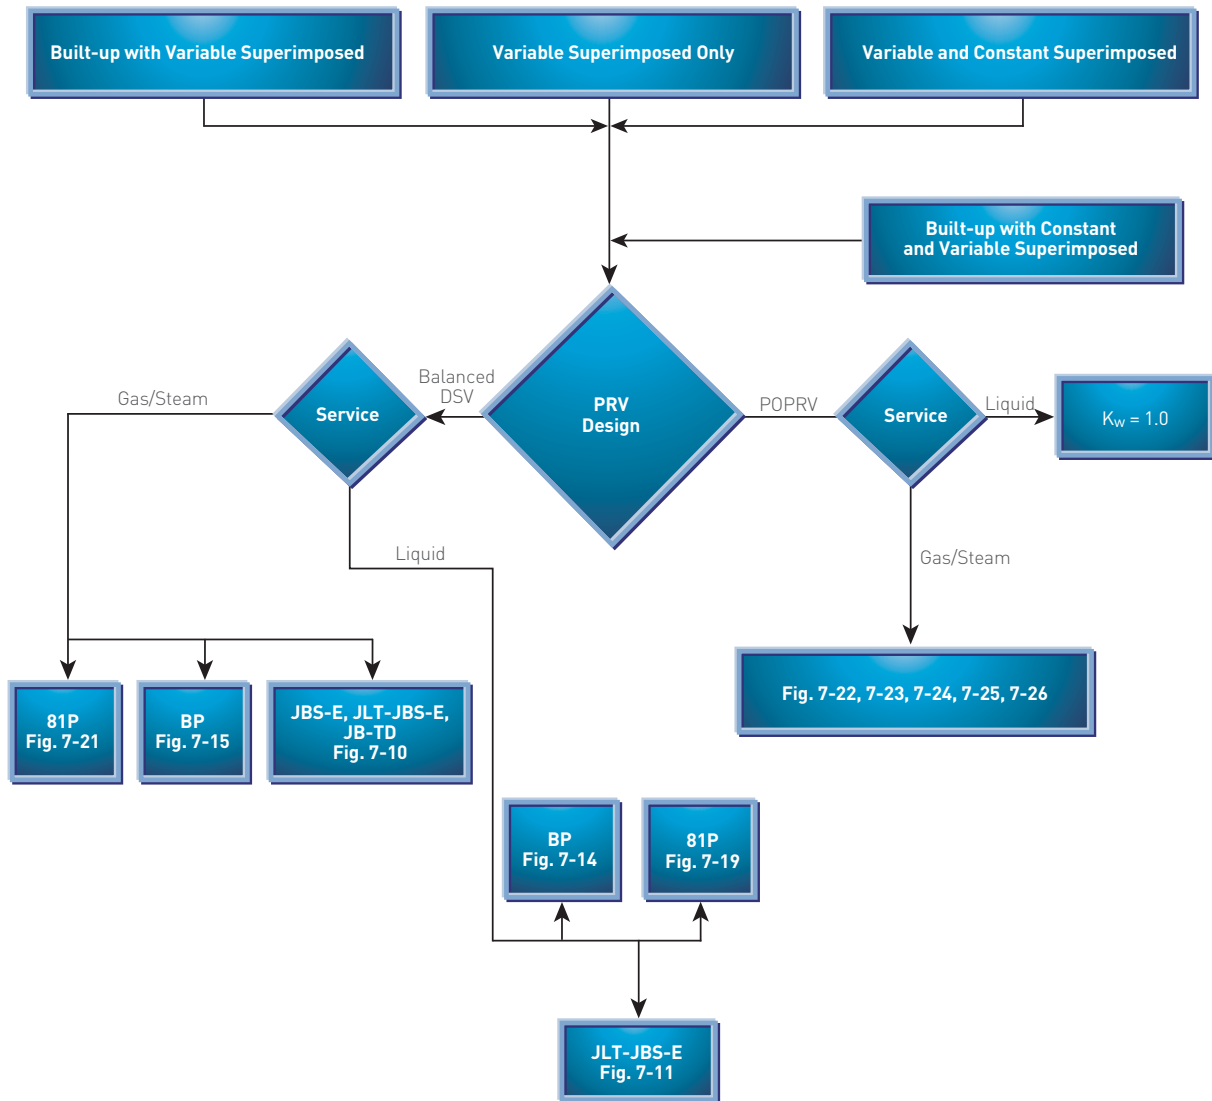 Built-up with Variable Superimposed
Variable Superimposed Only
Variable and Constant Superimposed
Built-up with Constant
and Variable Superimposed
Gas/Steam
Service
Balanced
DSV
PRV
Design
POPRV
Service
Liquid
Kw = 1.0
Liquid
Gas/Steam
81P
Fig. 7-21
BP
Fig. 7-15
JBS-E, JLT-JBS-E,
JB-TD
Fig. 7-10
Fig. 7-22, 7-23, 7-24, 7-25, 7-26
BP
Fig. 7-14
81P
Fig. 7-19
JLT-JBS-E
Fig. 7-11